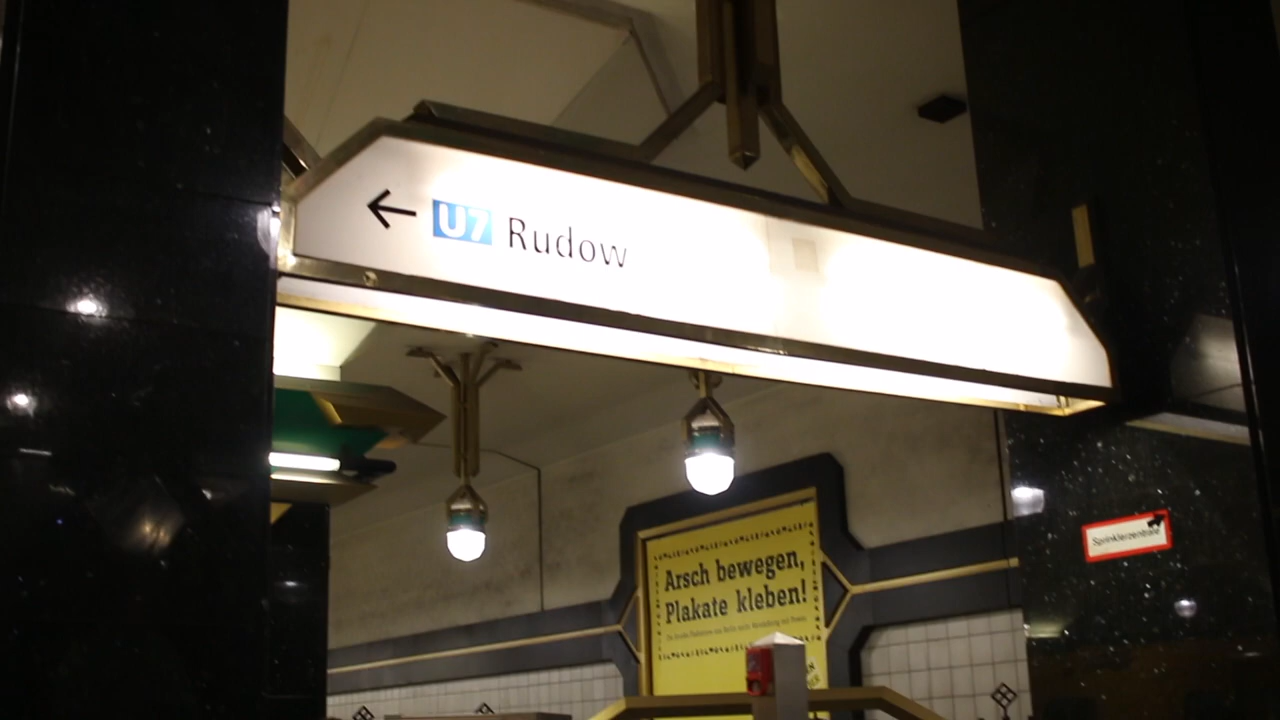 ← U7 Rudow
Arsch bewegen,
Plakate kleben!
Sprinklerzentrale